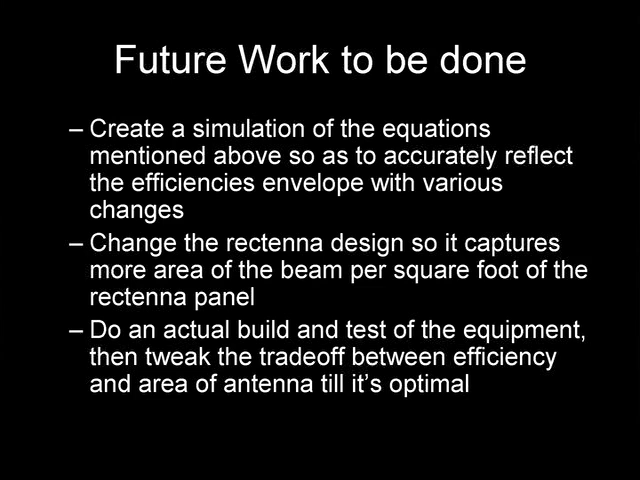 Future Work to be done
– Create a simulation of the equations
mentioned above so as to accurately reflect
the efficiencies envelope with various
changes
– Change the rectenna design so it captures
more area of the beam per square foot of the
rectenna panel
– Do an actual build and test of the equipment,
then tweak the tradeoff between efficiency
and area of antenna till it’s optimal